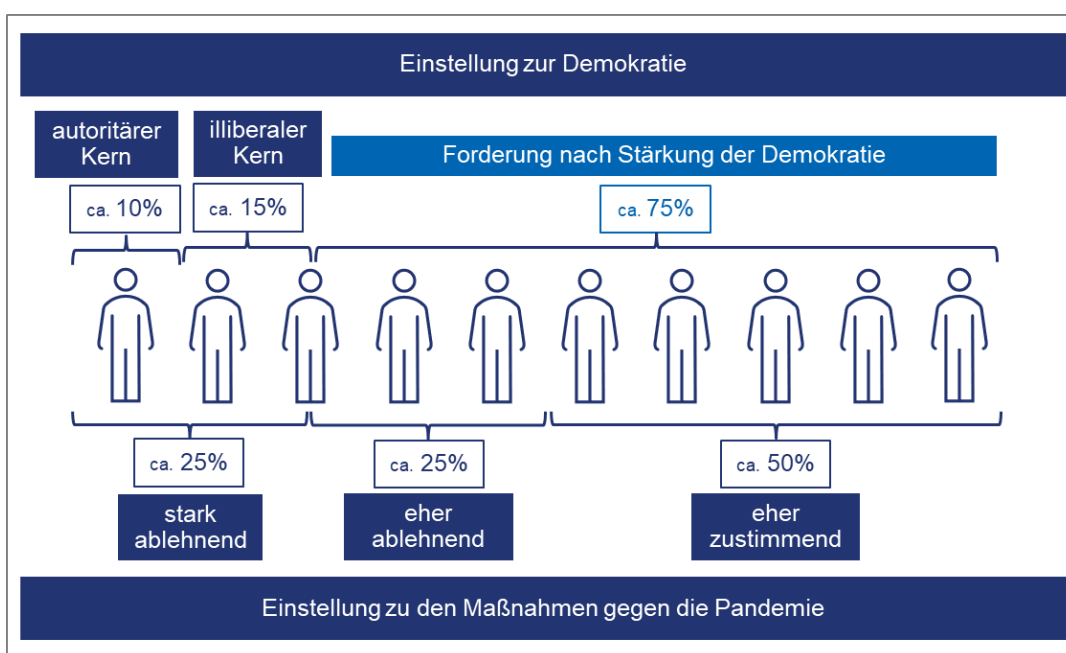 Einstellung zur Demokratie
autoritärer
Kern
illiberaler
Kern
Forderung nach Stärkung der Demokratie
ca. 10%
ca. 15%
ca. 75%
ca. 25%
ca. 25%
ca. 50%
stark
ablehnend
eher
ablehnend
eher
zustimmend
Einstellung zu den Maßnahmen gegen die Pandemie